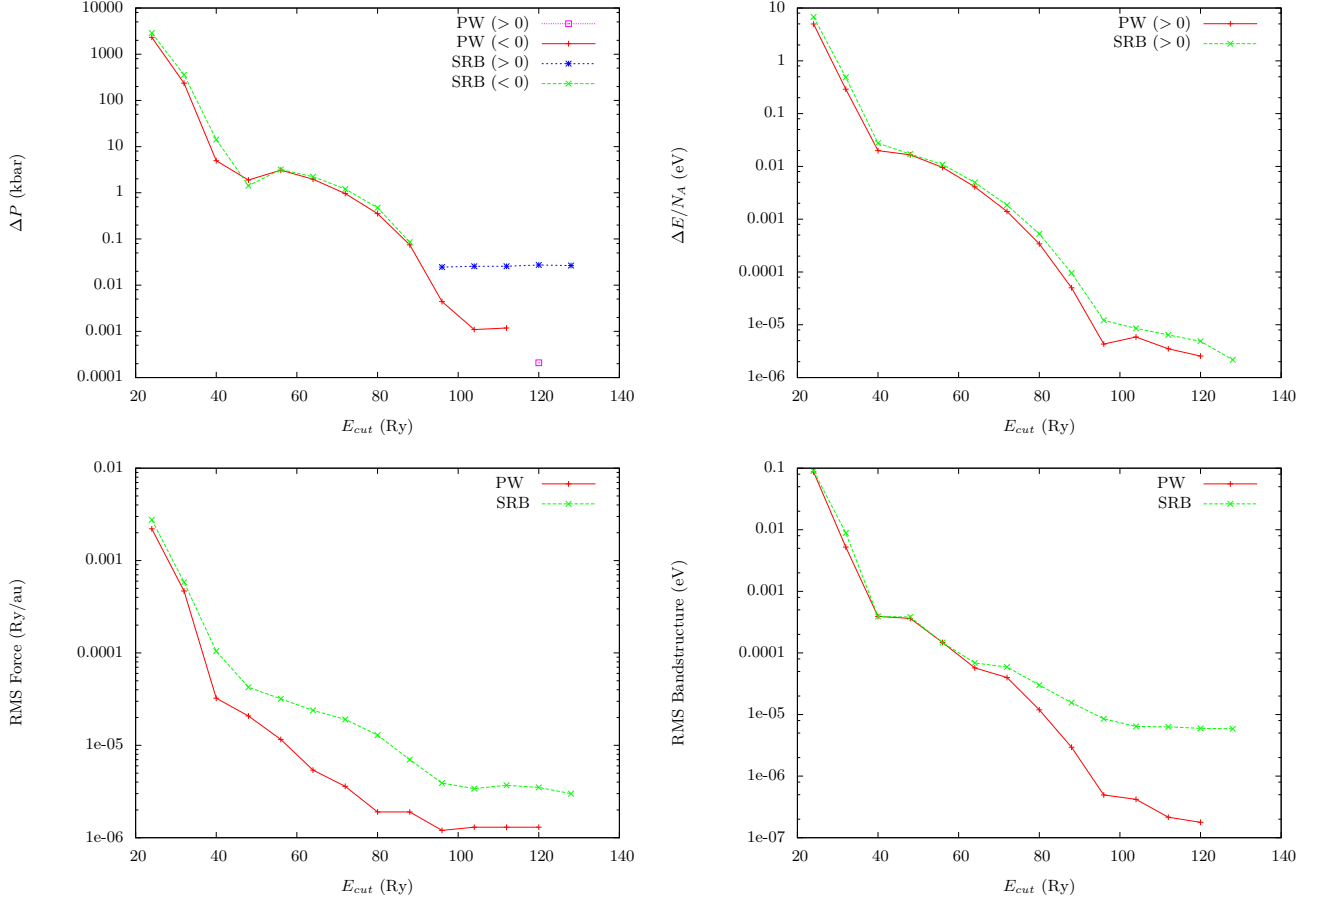 10000
1000
100
10
1
0.1
0.01
0.001
0.0001
20 40 60 80 100 120 140
ΔP (kbar)
E_cut (Ry)
PW (> 0)
PW (< 0)
SRB (> 0)
SRB (< 0)
10
1
0.1
0.01
0.001
0.0001
1e-05
1e-06
20 40 60 80 100 120 140
ΔE/N_A (eV)
E_cut (Ry)
PW (> 0)
SRB (> 0)
0.01
0.001
0.0001
1e-05
1e-06
20 40 60 80 100 120 140
RMS Force (Ry/au)
E_cut (Ry)
PW
SRB
0.1
0.01
0.001
0.0001
1e-05
1e-06
1e-07
20 40 60 80 100 120 140
RMS Bandstructure (eV)
E_cut (Ry)
PW
SRB